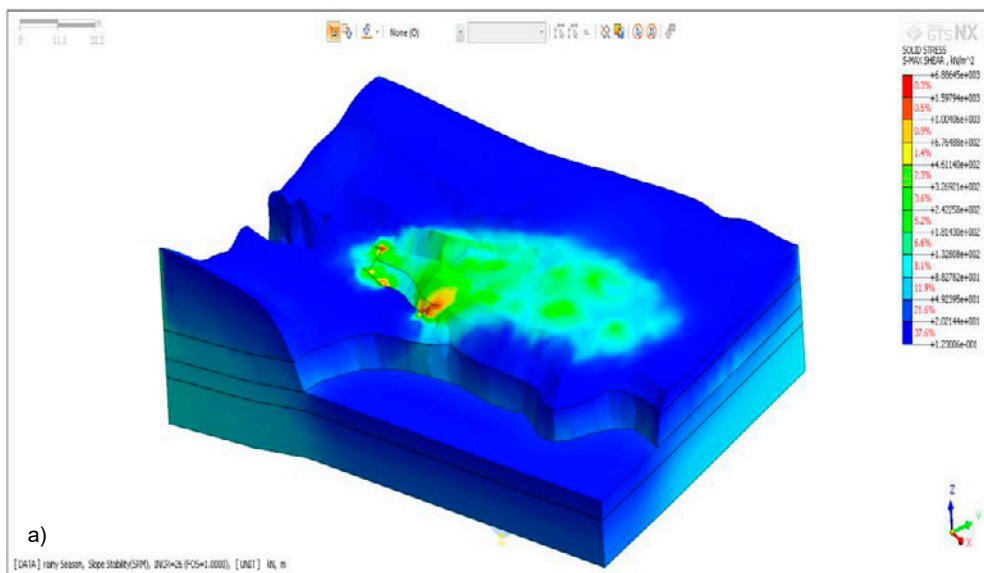 None (0)
0 11.1 22.2
GTS NX
SOLID STRESS
S-MAX SHEAR , kN/m^2
+6.88645e+003
0.3%
+1.59794e+003
0.5%
+1.00406e+003
0.9%
+6.76488e+002
1.4%
+4.61140e+002
2.3%
+3.26921e+002
3.6%
+2.42250e+002
5.2%
+1.81430e+002
6.6%
+1.32808e+002
8.1%
+8.82782e+001
11.9%
+4.92395e+001
21.6%
+2.02144e+001
37.6%
+1.23006e-001
Z
Y
X
a)
[DATA] rainy Season, Slope Stability(SRM), INCR=26 (FOS=1.0000), [UNIT] kN, m